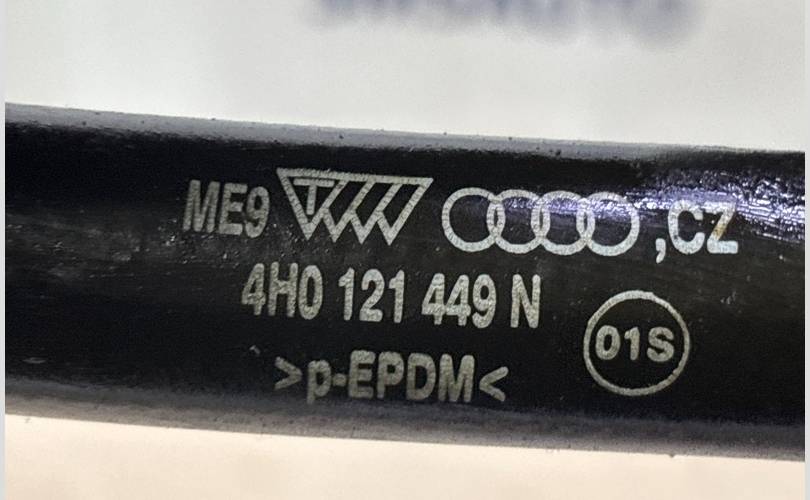 ME9 ,CZ
4H0 121 449 N
01S
>p-EPDM<